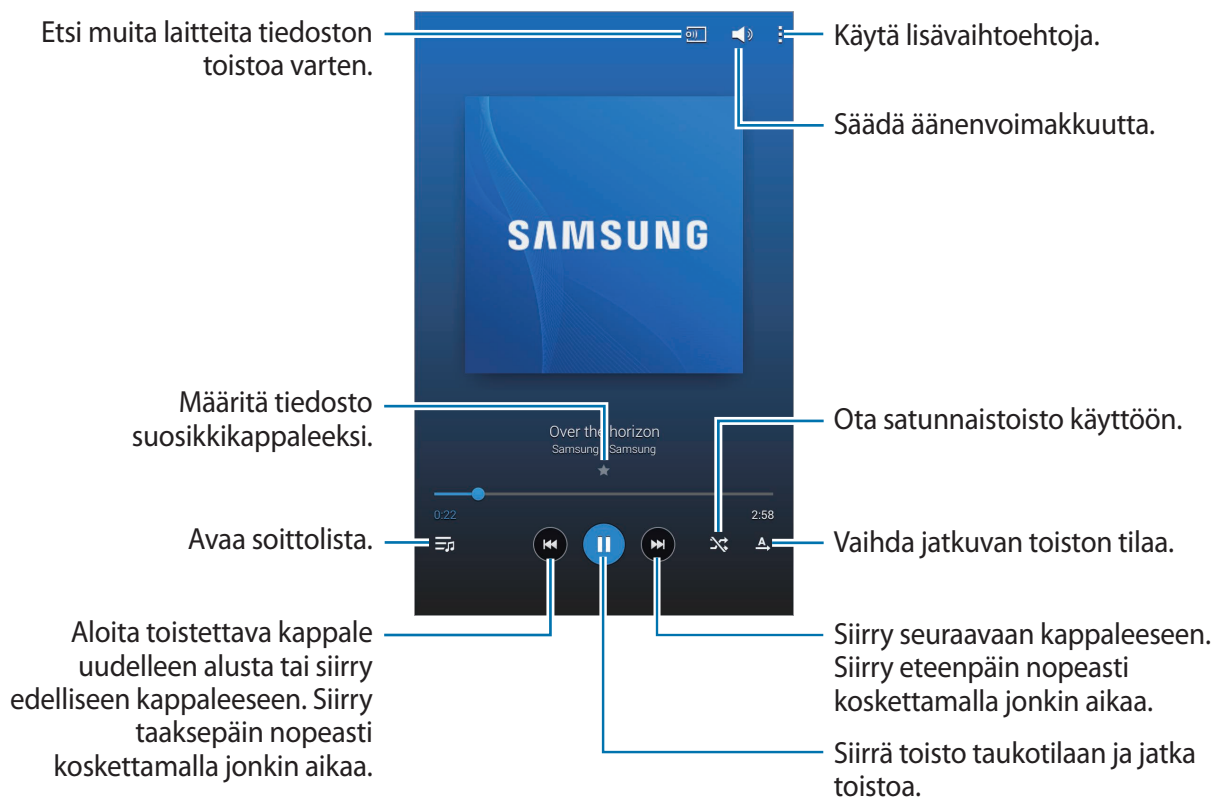 Etsi muita laitteita tiedoston
toistoa varten.
Käytä lisävaihtoehtoja.
Säädä äänenvoimakkuutta.
SAMSUNG
Määritä tiedosto
suosikkikappaleeksi.
Over the horizon
Samsung Samsung
Ota satunnaistoisto käyttöön.
0:22
2:58
Avaa soittolista.
A
Vaihda jatkuvan toiston tilaa.
Aloita toistettava kappale
uudelleen alusta tai siirry
edelliseen kappaleeseen. Siirry
taaksepäin nopeasti
koskettamalla jonkin aikaa.
Siirry seuraavaan kappaleeseen.
Siirry eteenpäin nopeasti
koskettamalla jonkin aikaa.
Siirrä toisto taukotilaan ja jatka
toistoa.